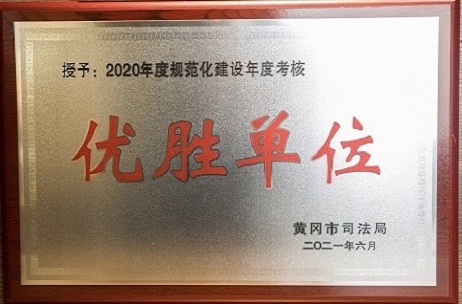 授予：2020年度规范化建设年度考核
优胜单位
黄冈市司法局
二〇二一年六月